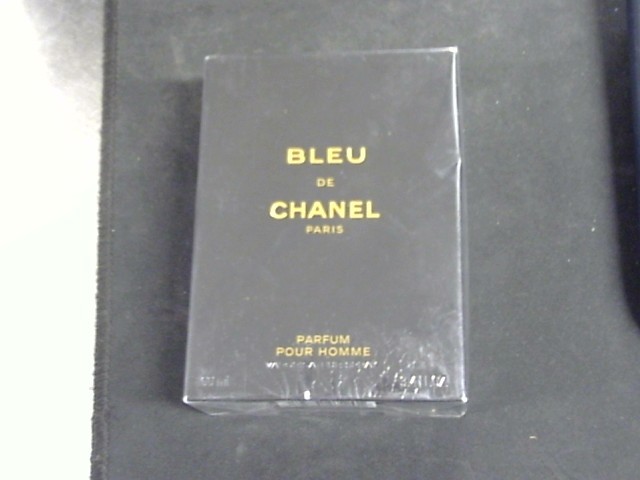 BLEU
DE
CHANEL
PARIS
PARFUM
POUR HOMME